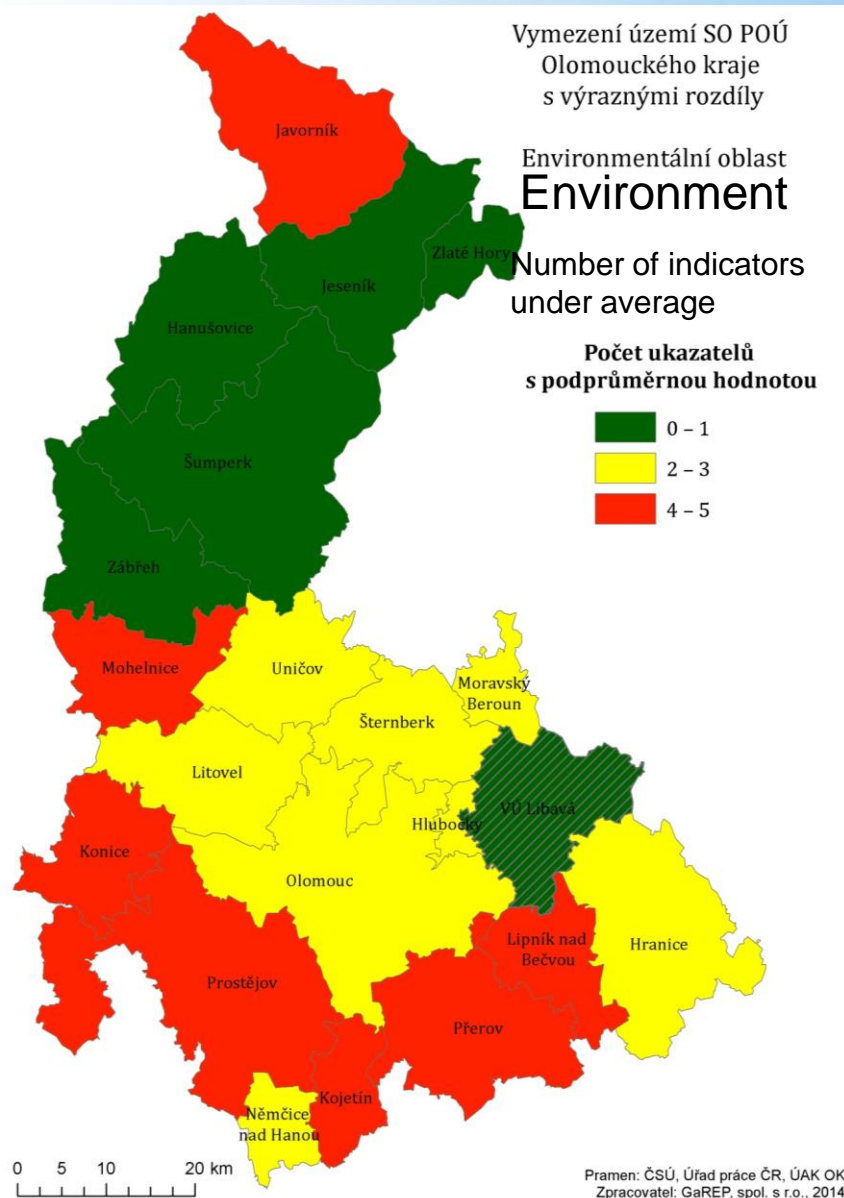 Vymezení území SO POÚ
Olomouckého kraje
s výraznými rozdíly
Environmentální oblast
Environment
Number of indicators
under average
Počet ukazatelů
s podprůměrnou hodnotou
0 – 1
2 – 3
4 – 5
Javorník
Zlaté Hory
Jeseník
Hanušovice
Šumperk
Zábřeh
Mohelnice
Uničov
Moravský
Beroun
Šternberk
Litovel
Hlubočky
VÚ Libavá
Konice
Olomouc
Lipník nad
Bečvou
Hranice
Prostějov
Přerov
Kojetín
Němčice
nad Hanou
0 5 10 20 km
Pramen: ČSÚ, Úřad práce ČR, ÚAK OK
Zpracovatel: GaREP, spol. s r.o., 2014